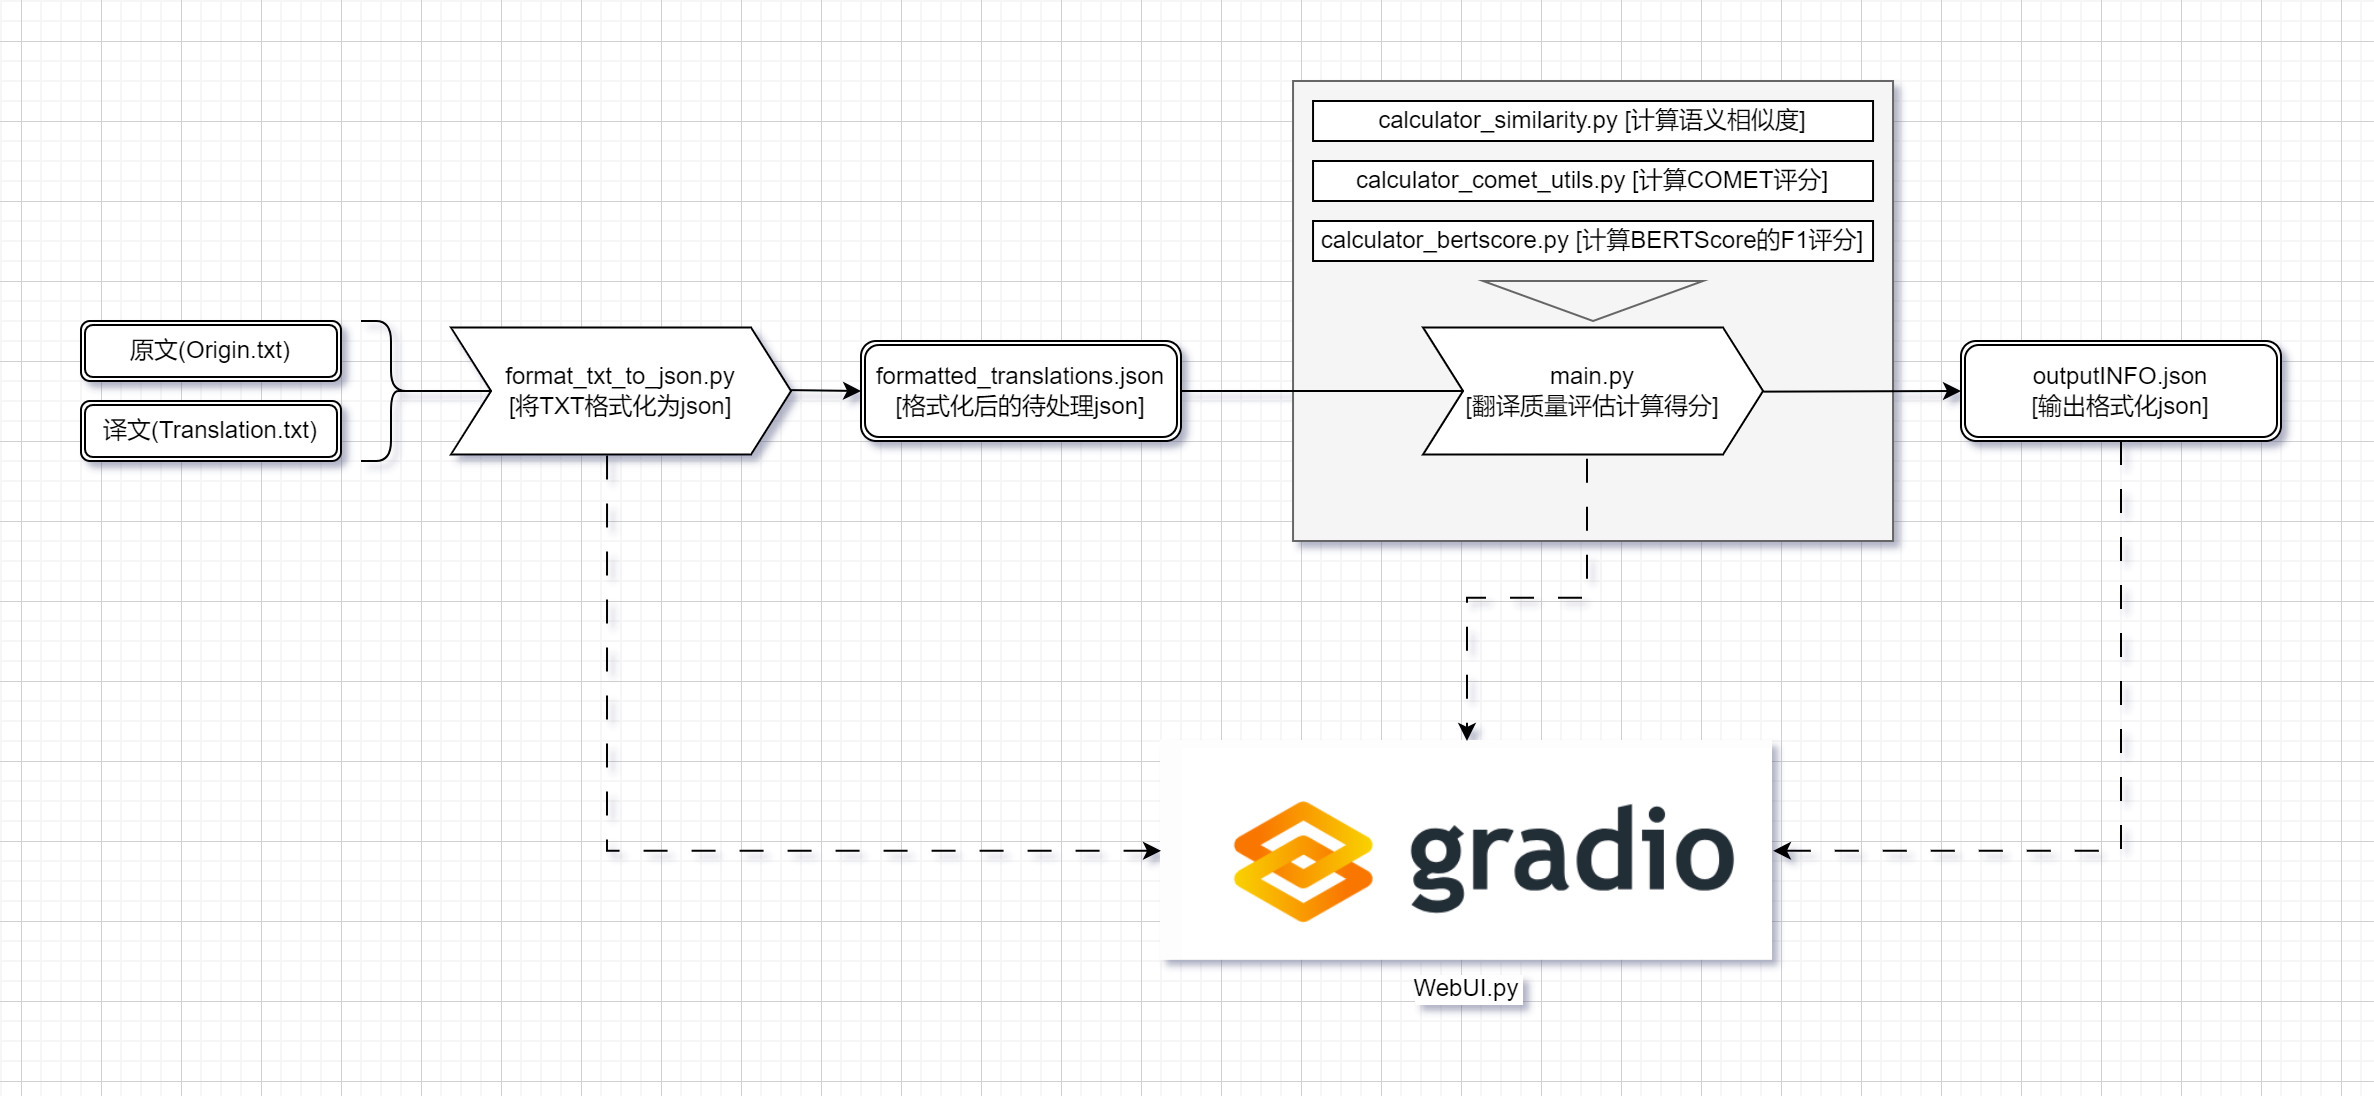 calculator_similarity.py [计算语义相似度]
calculator_comet_utils.py [计算COMET评分]
calculator_bertscore.py [计算BERTScore的F1评分]
原文(Origin.txt)
译文(Translation.txt)
format_txt_to_json.py
[将TXT格式化为json]
formatted_translations.json
[格式化后的待处理json]
main.py
[翻译质量评估计算得分]
outputINFO.json
[输出格式化json]
gradio
WebUI.py